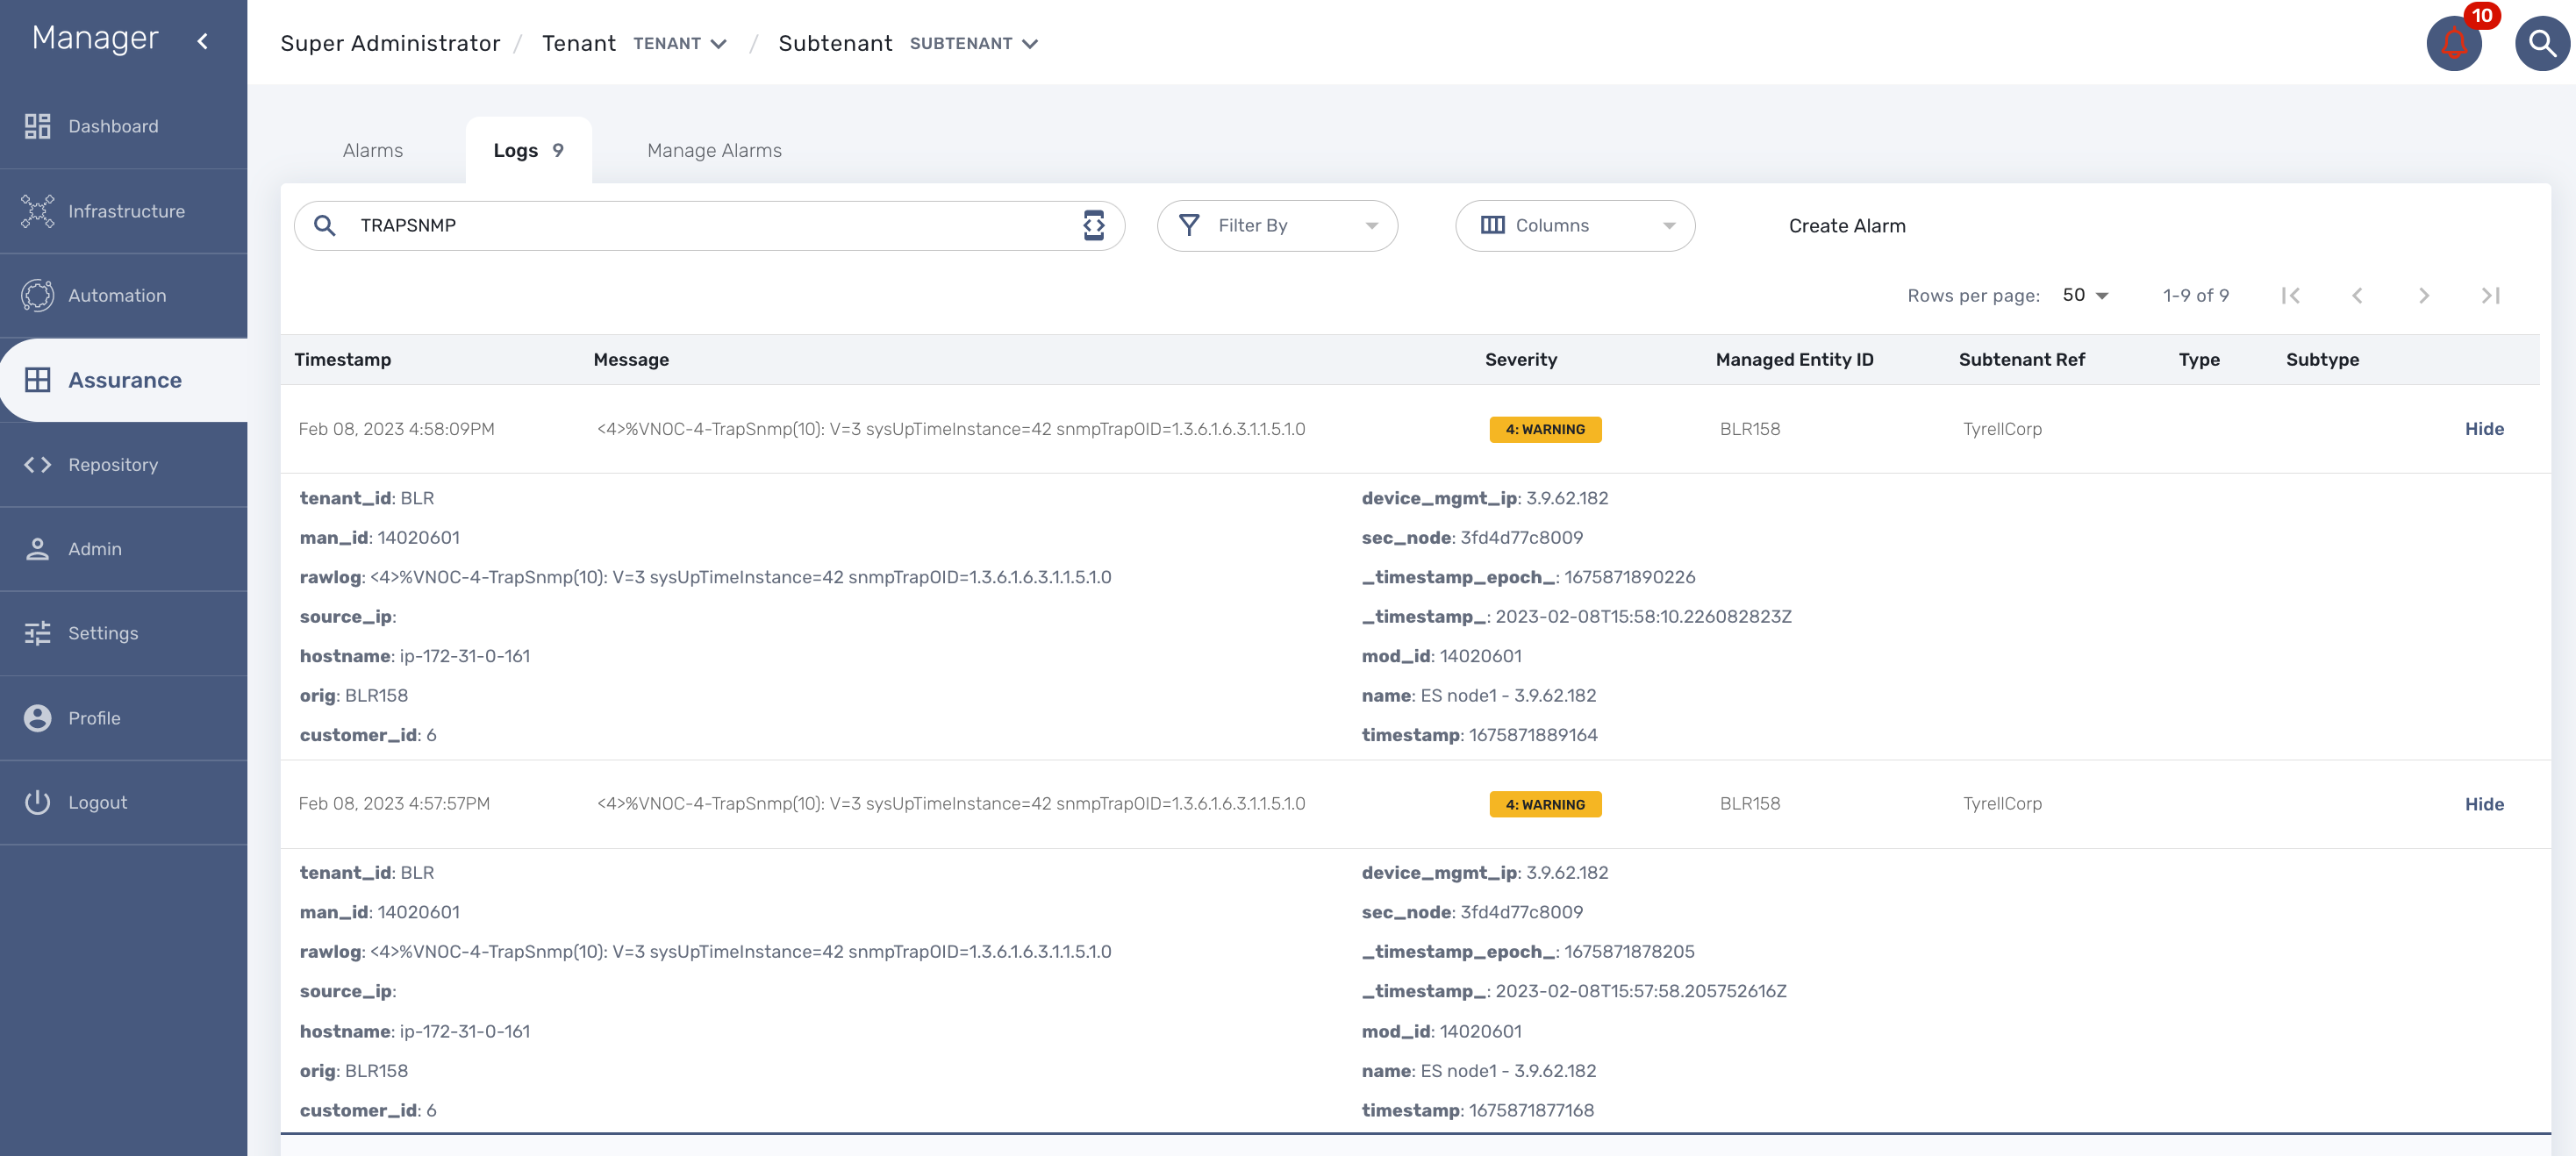 Manager
Super Administrator / Tenant TENANT / Subtenant SUBTENANT
10
Dashboard
Infrastructure
Automation
Assurance
Repository
Admin
Settings
Profile
Logout
Alarms
Logs 9
Manage Alarms
TRAPSNMP
Filter By
Columns
Create Alarm
Rows per page: 50 1-9 of 9
Timestamp Message Severity Managed Entity ID Subtenant Ref Type Subtype
Feb 08, 2023 4:58:09PM <4>%VNOC-4-TrapSnmp(10): V=3 sysUpTimeInstance=42 snmpTrapOID=1.3.6.1.6.3.1.1.5.1.0 4: WARNING BLR158 TyrellCorp Hide
tenant_id: BLR
man_id: 14020601
rawlog: <4>%VNOC-4-TrapSnmp(10): V=3 sysUpTimeInstance=42 snmpTrapOID=1.3.6.1.6.3.1.1.5.1.0
source_ip:
hostname: ip-172-31-0-161
orig: BLR158
customer_id: 6
device_mgmt_ip: 3.9.62.182
sec_node: 3fd4d77c8009
_timestamp_epoch_: 1675871890226
_timestamp_: 2023-02-08T15:58:10.226082823Z
mod_id: 14020601
name: ES node1 - 3.9.62.182
timestamp: 1675871889164
Feb 08, 2023 4:57:57PM <4>%VNOC-4-TrapSnmp(10): V=3 sysUpTimeInstance=42 snmpTrapOID=1.3.6.1.6.3.1.1.5.1.0 4: WARNING BLR158 TyrellCorp Hide
tenant_id: BLR
man_id: 14020601
rawlog: <4>%VNOC-4-TrapSnmp(10): V=3 sysUpTimeInstance=42 snmpTrapOID=1.3.6.1.6.3.1.1.5.1.0
source_ip:
hostname: ip-172-31-0-161
orig: BLR158
customer_id: 6
device_mgmt_ip: 3.9.62.182
sec_node: 3fd4d77c8009
_timestamp_epoch_: 1675871878205
_timestamp_: 2023-02-08T15:57:58.205752616Z
mod_id: 14020601
name: ES node1 - 3.9.62.182
timestamp: 1675871877168